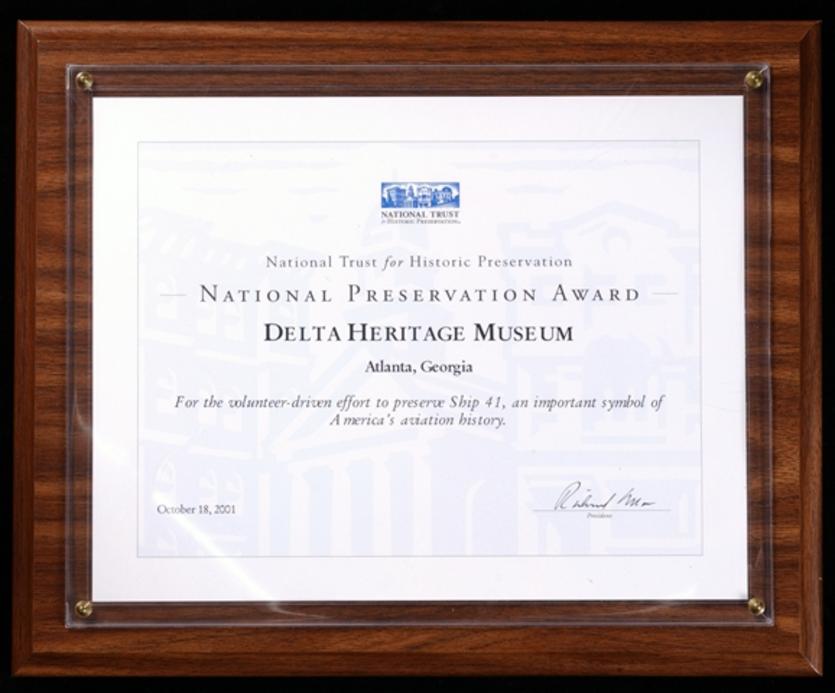 NATIONAL TRUST
for HISTORIC PRESERVATION
National Trust for Historic Preservation
NATIONAL PRESERVATION AWARD
DELTA HERITAGE MUSEUM
Atlanta, Georgia
For the volunteer-driven effort to preserve Ship 41, an important symbol of
America's aviation history.
October 18, 2001
Richard Moe
President